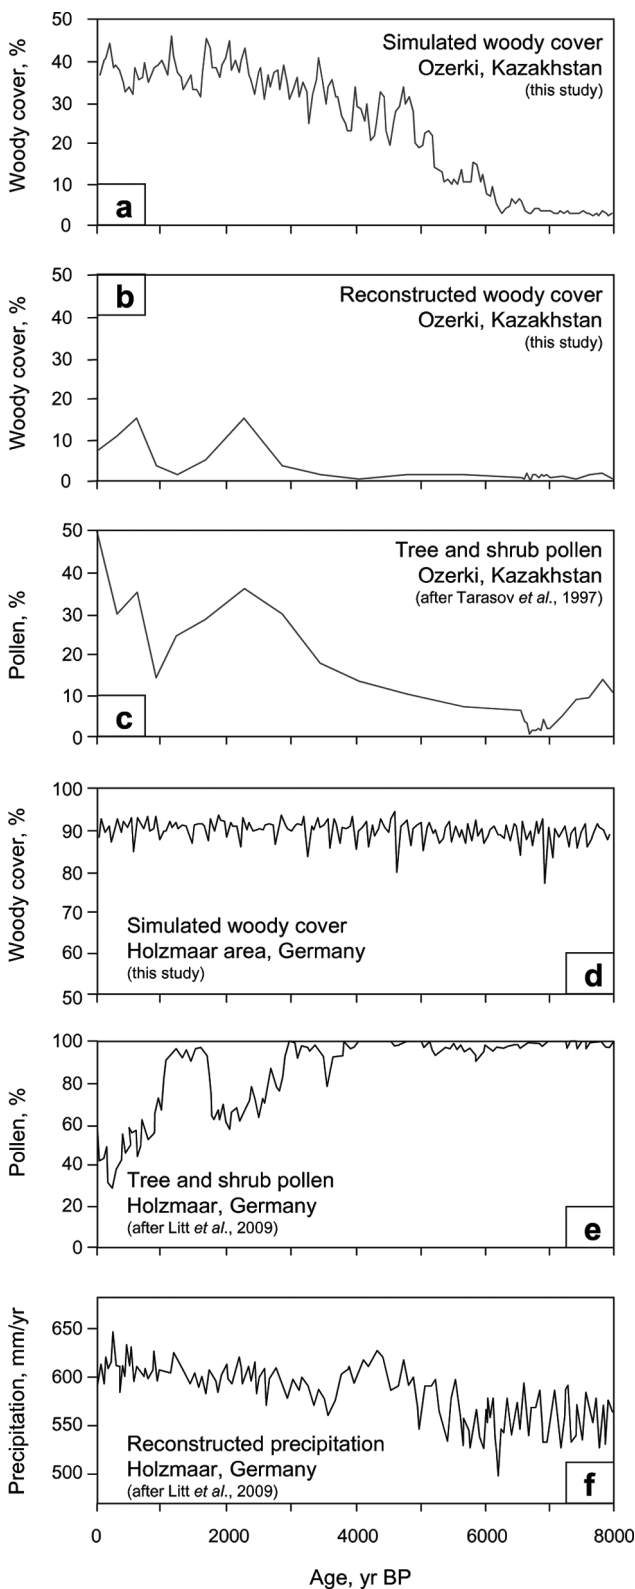 50
40
30
20
10
0
Woody cover, %
Simulated woody cover
Ozerki, Kazakhstan
(this study)
a
50
40
30
20
10
0
Woody cover, %
b
Reconstructed woody cover
Ozerki, Kazakhstan
(this study)
50
40
30
20
10
0
Pollen, %
Tree and shrub pollen
Ozerki, Kazakhstan
(after Tarasov et al., 1997)
c
100
90
80
70
60
50
Woody cover, %
Simulated woody cover
Holzmaar area, Germany
(this study)
d
100
80
60
40
20
0
Pollen, %
Tree and shrub pollen
Holzmaar, Germany
(after Litt et al., 2009)
e
650
600
550
500
Precipitation, mm/yr
Reconstructed precipitation
Holzmaar, Germany
(after Litt et al., 2009)
f
0 2000 4000 6000 8000
Age, yr BP